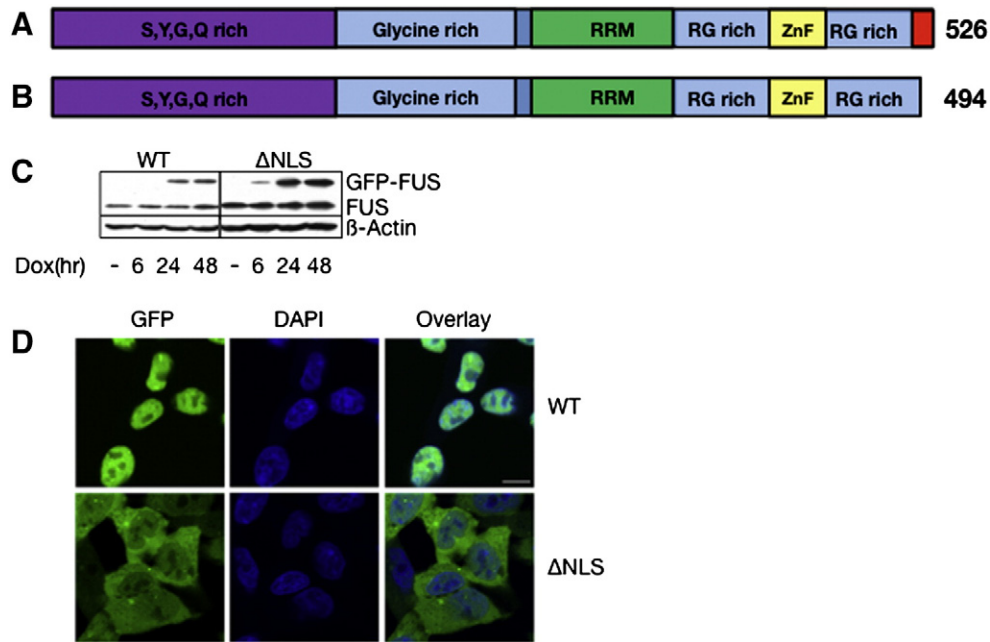 A S,Y,G,Q rich Glycine rich RRM RG rich ZnF RG rich 526
B S,Y,G,Q rich Glycine rich RRM RG rich ZnF RG rich 494
C WT ΔNLS
GFP-FUS
FUS
ß-Actin
Dox(hr) - 6 24 48 - 6 24 48
D GFP DAPI Overlay
WT
ΔNLS